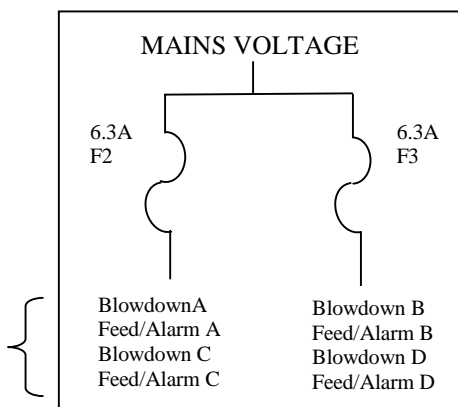 MAINS VOLTAGE
6.3A
F2
6.3A
F3
BlowdownA
Feed/Alarm A
Blowdown C
Feed/Alarm C
Blowdown B
Feed/Alarm B
Blowdown D
Feed/Alarm D